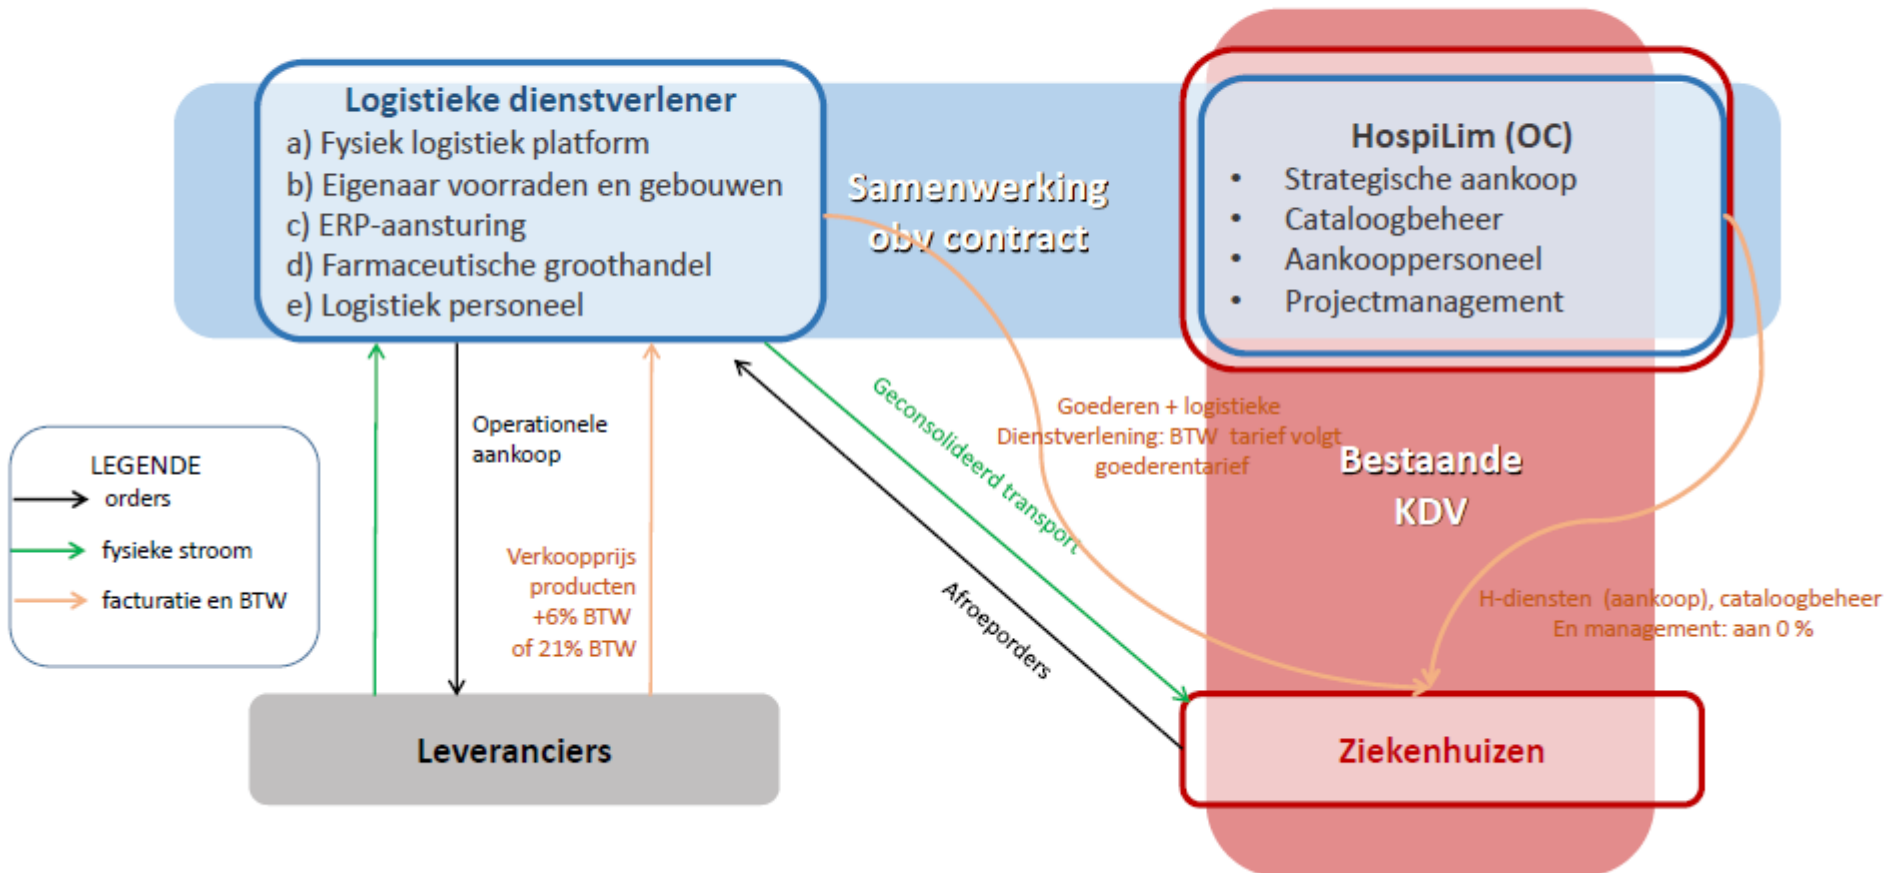 Logistieke dienstverlener
a) Fysiek logistiek platform
b) Eigenaar voorraden en gebouwen
c) ERP-aansturing
d) Farmaceutische groothandel
e) Logistiek personeel
Samenwerking
obv contract
HospiLim (OC)
• Strategische aankoop
• Cataloogbeheer
• Aankooppersoneel
• Projectmanagement
LEGENDE
orders
fysieke stroom
facturatie en BTW
Operationele
aankoop
Verkoopprijs
producten
+6% BTW
of 21% BTW
Geconsolideerd transport
Afroeporders
Goederen + logistieke
Dienstverlening: BTW tarief volgt
goederentarief
Bestaande
KDV
H-diensten (aankoop), cataloogbeheer
En management: aan 0 %
Leveranciers
Ziekenhuizen